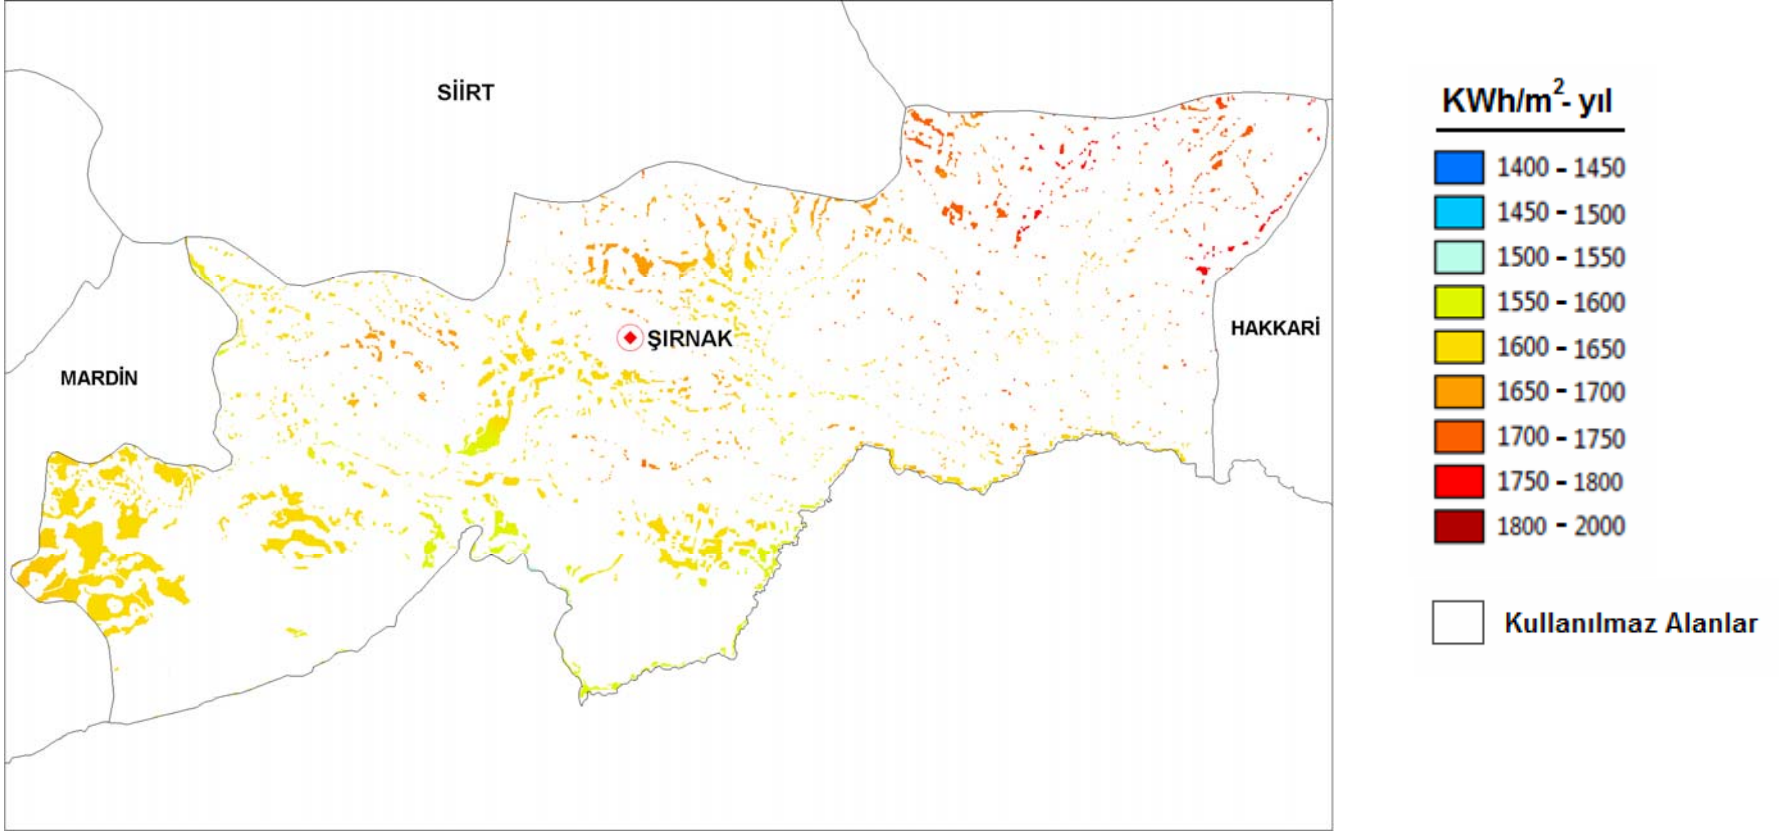 SİİRT
ŞIRNAK
HAKKARİ
MARDİN
KWh/m²- yıl
1400 - 1450
1450 - 1500
1500 - 1550
1550 - 1600
1600 - 1650
1650 - 1700
1700 - 1750
1750 - 1800
1800 - 2000
Kullanılmaz Alanlar